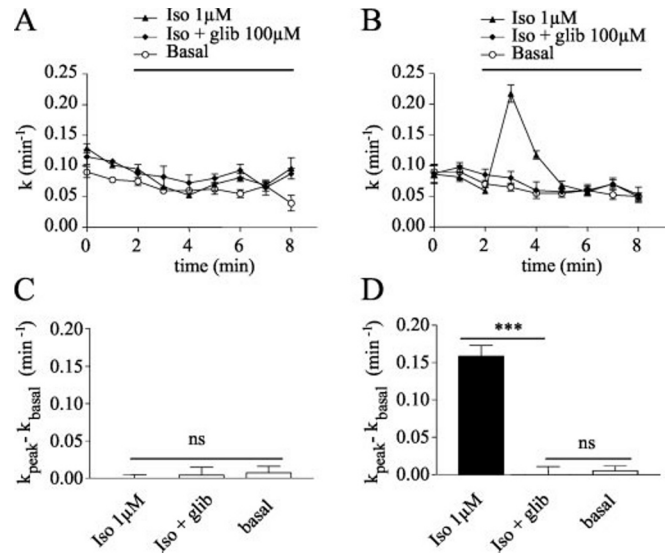 A
Iso 1μM
Iso + glib 100μM
Basal
0.25
0.20
0.15
0.10
0.05
0.00
k (min⁻¹)
0 2 4 6 8
time (min)
B
Iso 1μM
Iso + glib 100μM
Basal
0.25
0.20
0.15
0.10
0.05
0.00
k (min⁻¹)
0 2 4 6 8
time (min)
C
0.20
0.15
0.10
0.05
0.00
k_peak- k_basal (min⁻¹)
ns
Iso 1μM
Iso + glib
basal
D
0.20
0.15
0.10
0.05
0.00
k_peak- k_basal (min⁻¹)
***
ns
Iso 1μM
Iso + glib
basal